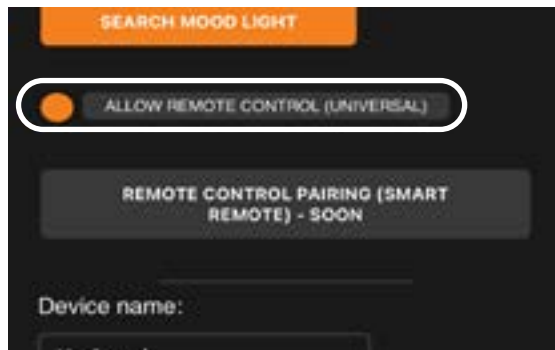 SEARCH MOOD LIGHT
ALLOW REMOTE CONTROL (UNIVERSAL)
REMOTE CONTROL PAIRING (SMART
REMOTE) - SOON
Device name: